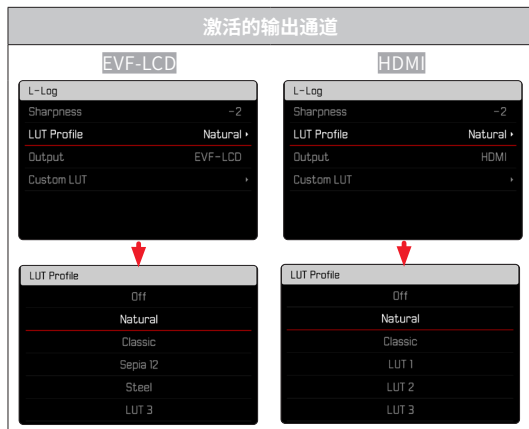 激活的输出通道
EVF-LCD
L-Log
Sharpness -2
LUT Profile Natural
Output EVF-LCD
Custom LUT
LUT Profile
Off
Natural
Classic
Sepia 12
Steel
LUT 3
HDMI
L-Log
Sharpness -2
LUT Profile Natural
Output HDMI
Custom LUT
LUT Profile
Off
Natural
Classic
LUT 1
LUT 2
LUT 3